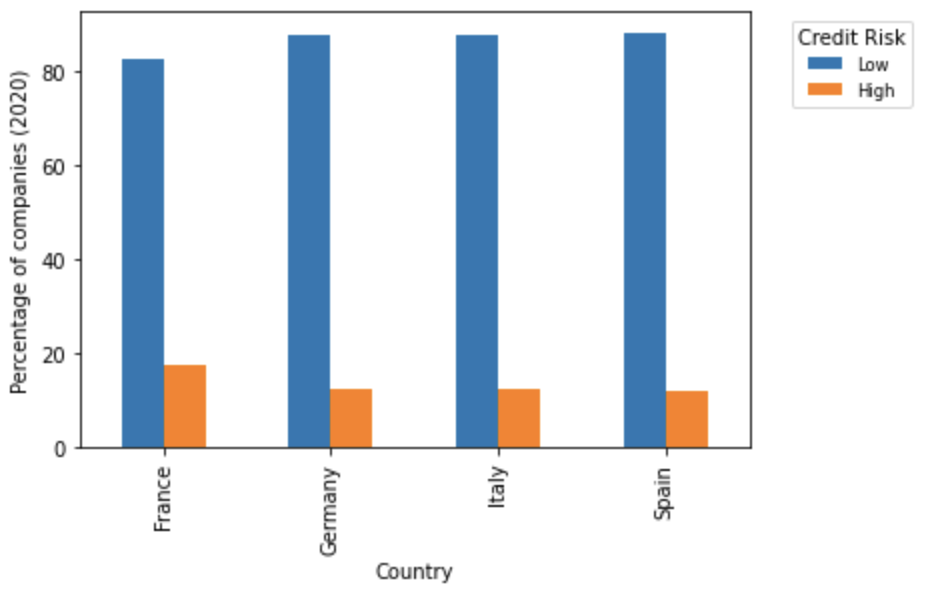 Percentage of companies (2020)
80
60
40
20
0
France
Germany
Italy
Spain
Country
Credit Risk
Low
High